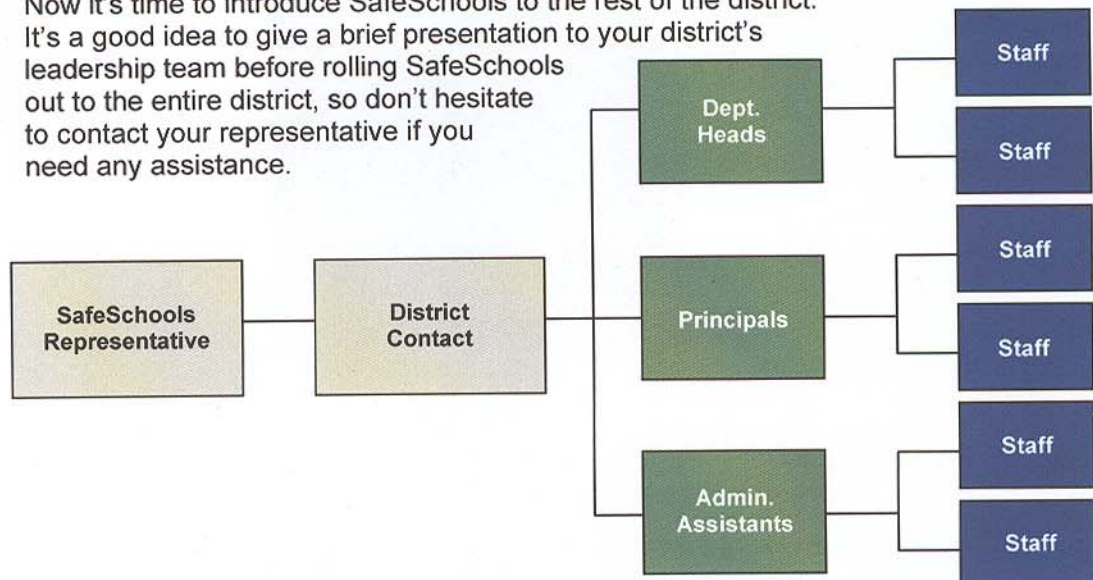 Now it's time to introduce SafeSchools to the rest of the district.
It's a good idea to give a brief presentation to your district's
leadership team before rolling SafeSchools
out to the entire district, so don't hesitate
to contact your representative if you
need any assistance.
SafeSchools
Representative
District
Contact
Dept.
Heads
Principals
Admin.
Assistants
Staff
Staff
Staff
Staff
Staff
Staff